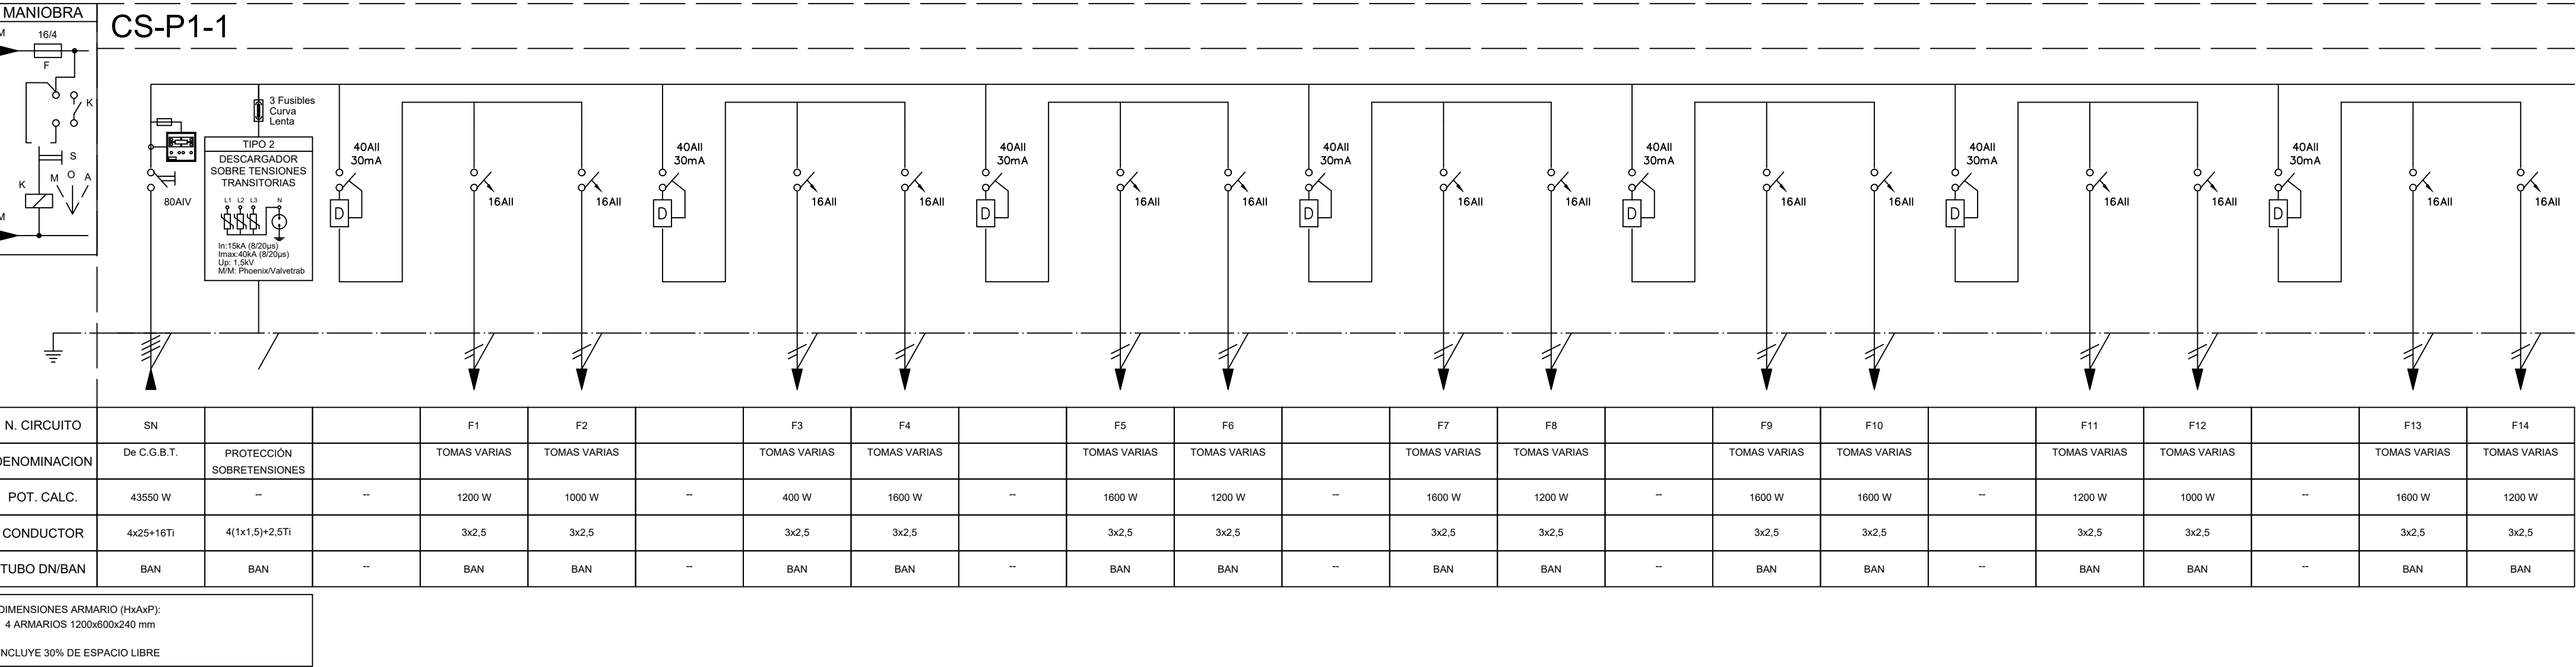 MANIOBRA
CS-P1-1
M
16/4
F
K
S
K
M
O
A
M
3 Fusibles
Curva
Lenta
80AIV
TIPO 2
DESCARGADOR
SOBRE TENSIONES
TRANSITORIAS
L1 L2 L3 N
In:15kA (8/20µs)
Imax:40kA (8/20µs)
Up: 1,5kV
M/M: Phoenix/Valvetrab
40AII
30mA
D
16AII
16AII
40AII
30mA
D
16AII
16AII
40AII
30mA
D
16AII
16AII
40AII
30mA
D
16AII
16AII
40AII
30mA
D
16AII
16AII
40AII
30mA
D
16AII
16AII
40AII
30mA
D
16AII
16AII
N. CIRCUITO SN F1 F2 F3 F4 F5 F6 F7 F8 F9 F10 F11 F12 F13 F14
DENOMINACION De C.G.B.T. PROTECCIÓN TOMAS VARIAS TOMAS VARIAS TOMAS VARIAS TOMAS VARIAS TOMAS VARIAS TOMAS VARIAS TOMAS VARIAS TOMAS VARIAS TOMAS VARIAS TOMAS VARIAS TOMAS VARIAS TOMAS VARIAS TOMAS VARIAS TOMAS VARIAS
SOBRETENSIONES
POT. CALC. 43550 W -- -- 1200 W 1000 W -- 400 W 1600 W -- 1600 W 1200 W -- 1600 W 1200 W -- 1600 W 1600 W -- 1200 W 1000 W -- 1600 W 1200 W
CONDUCTOR 4x25+16Ti 4(1x1,5)+2,5Ti 3x2,5 3x2,5 3x2,5 3x2,5 3x2,5 3x2,5 3x2,5 3x2,5 3x2,5 3x2,5 3x2,5 3x2,5 3x2,5 3x2,5
TUBO DN/BAN BAN BAN -- BAN BAN -- BAN BAN -- BAN BAN -- BAN BAN -- BAN BAN -- BAN BAN -- BAN BAN
DIMENSIONES ARMARIO (HxAxP):
4 ARMARIOS 1200x600x240 mm
INCLUYE 30% DE ESPACIO LIBRE